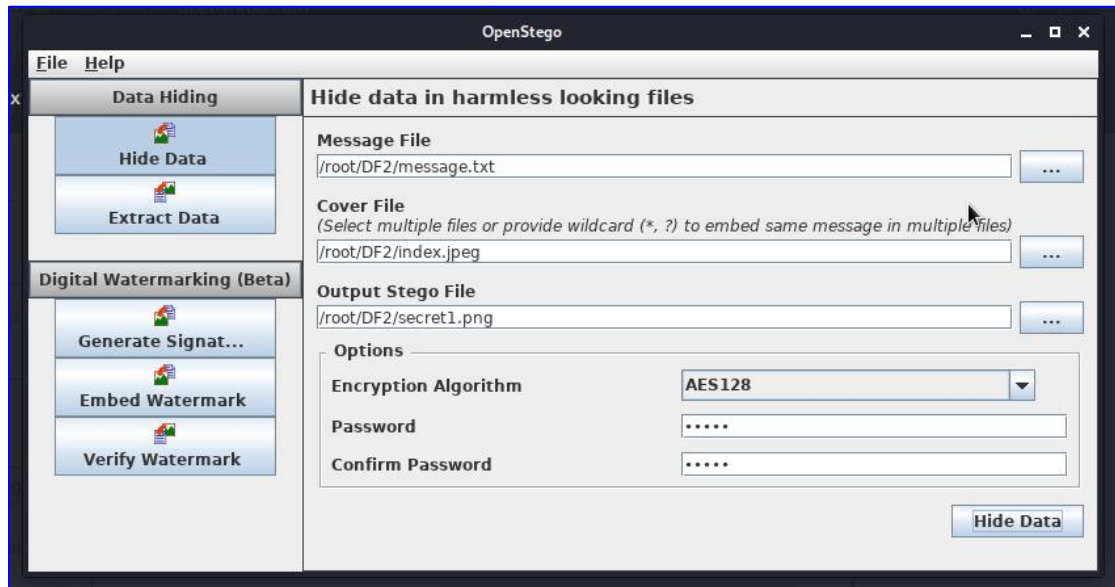 OpenStego
File Help
x
Data Hiding
Hide Data
Extract Data
Digital Watermarking (Beta)
Generate Signat...
Embed Watermark
Verify Watermark
Hide data in harmless looking files
Message File
/root/DF2/message.txt
...
Cover File
(Select multiple files or provide wildcard (*, ?) to embed same message in multiple files)
/root/DF2/index.jpeg
...
Output Stego File
/root/DF2/secret1.png
...
Options
Encryption Algorithm AES128
Password •••••
Confirm Password •••••
Hide Data